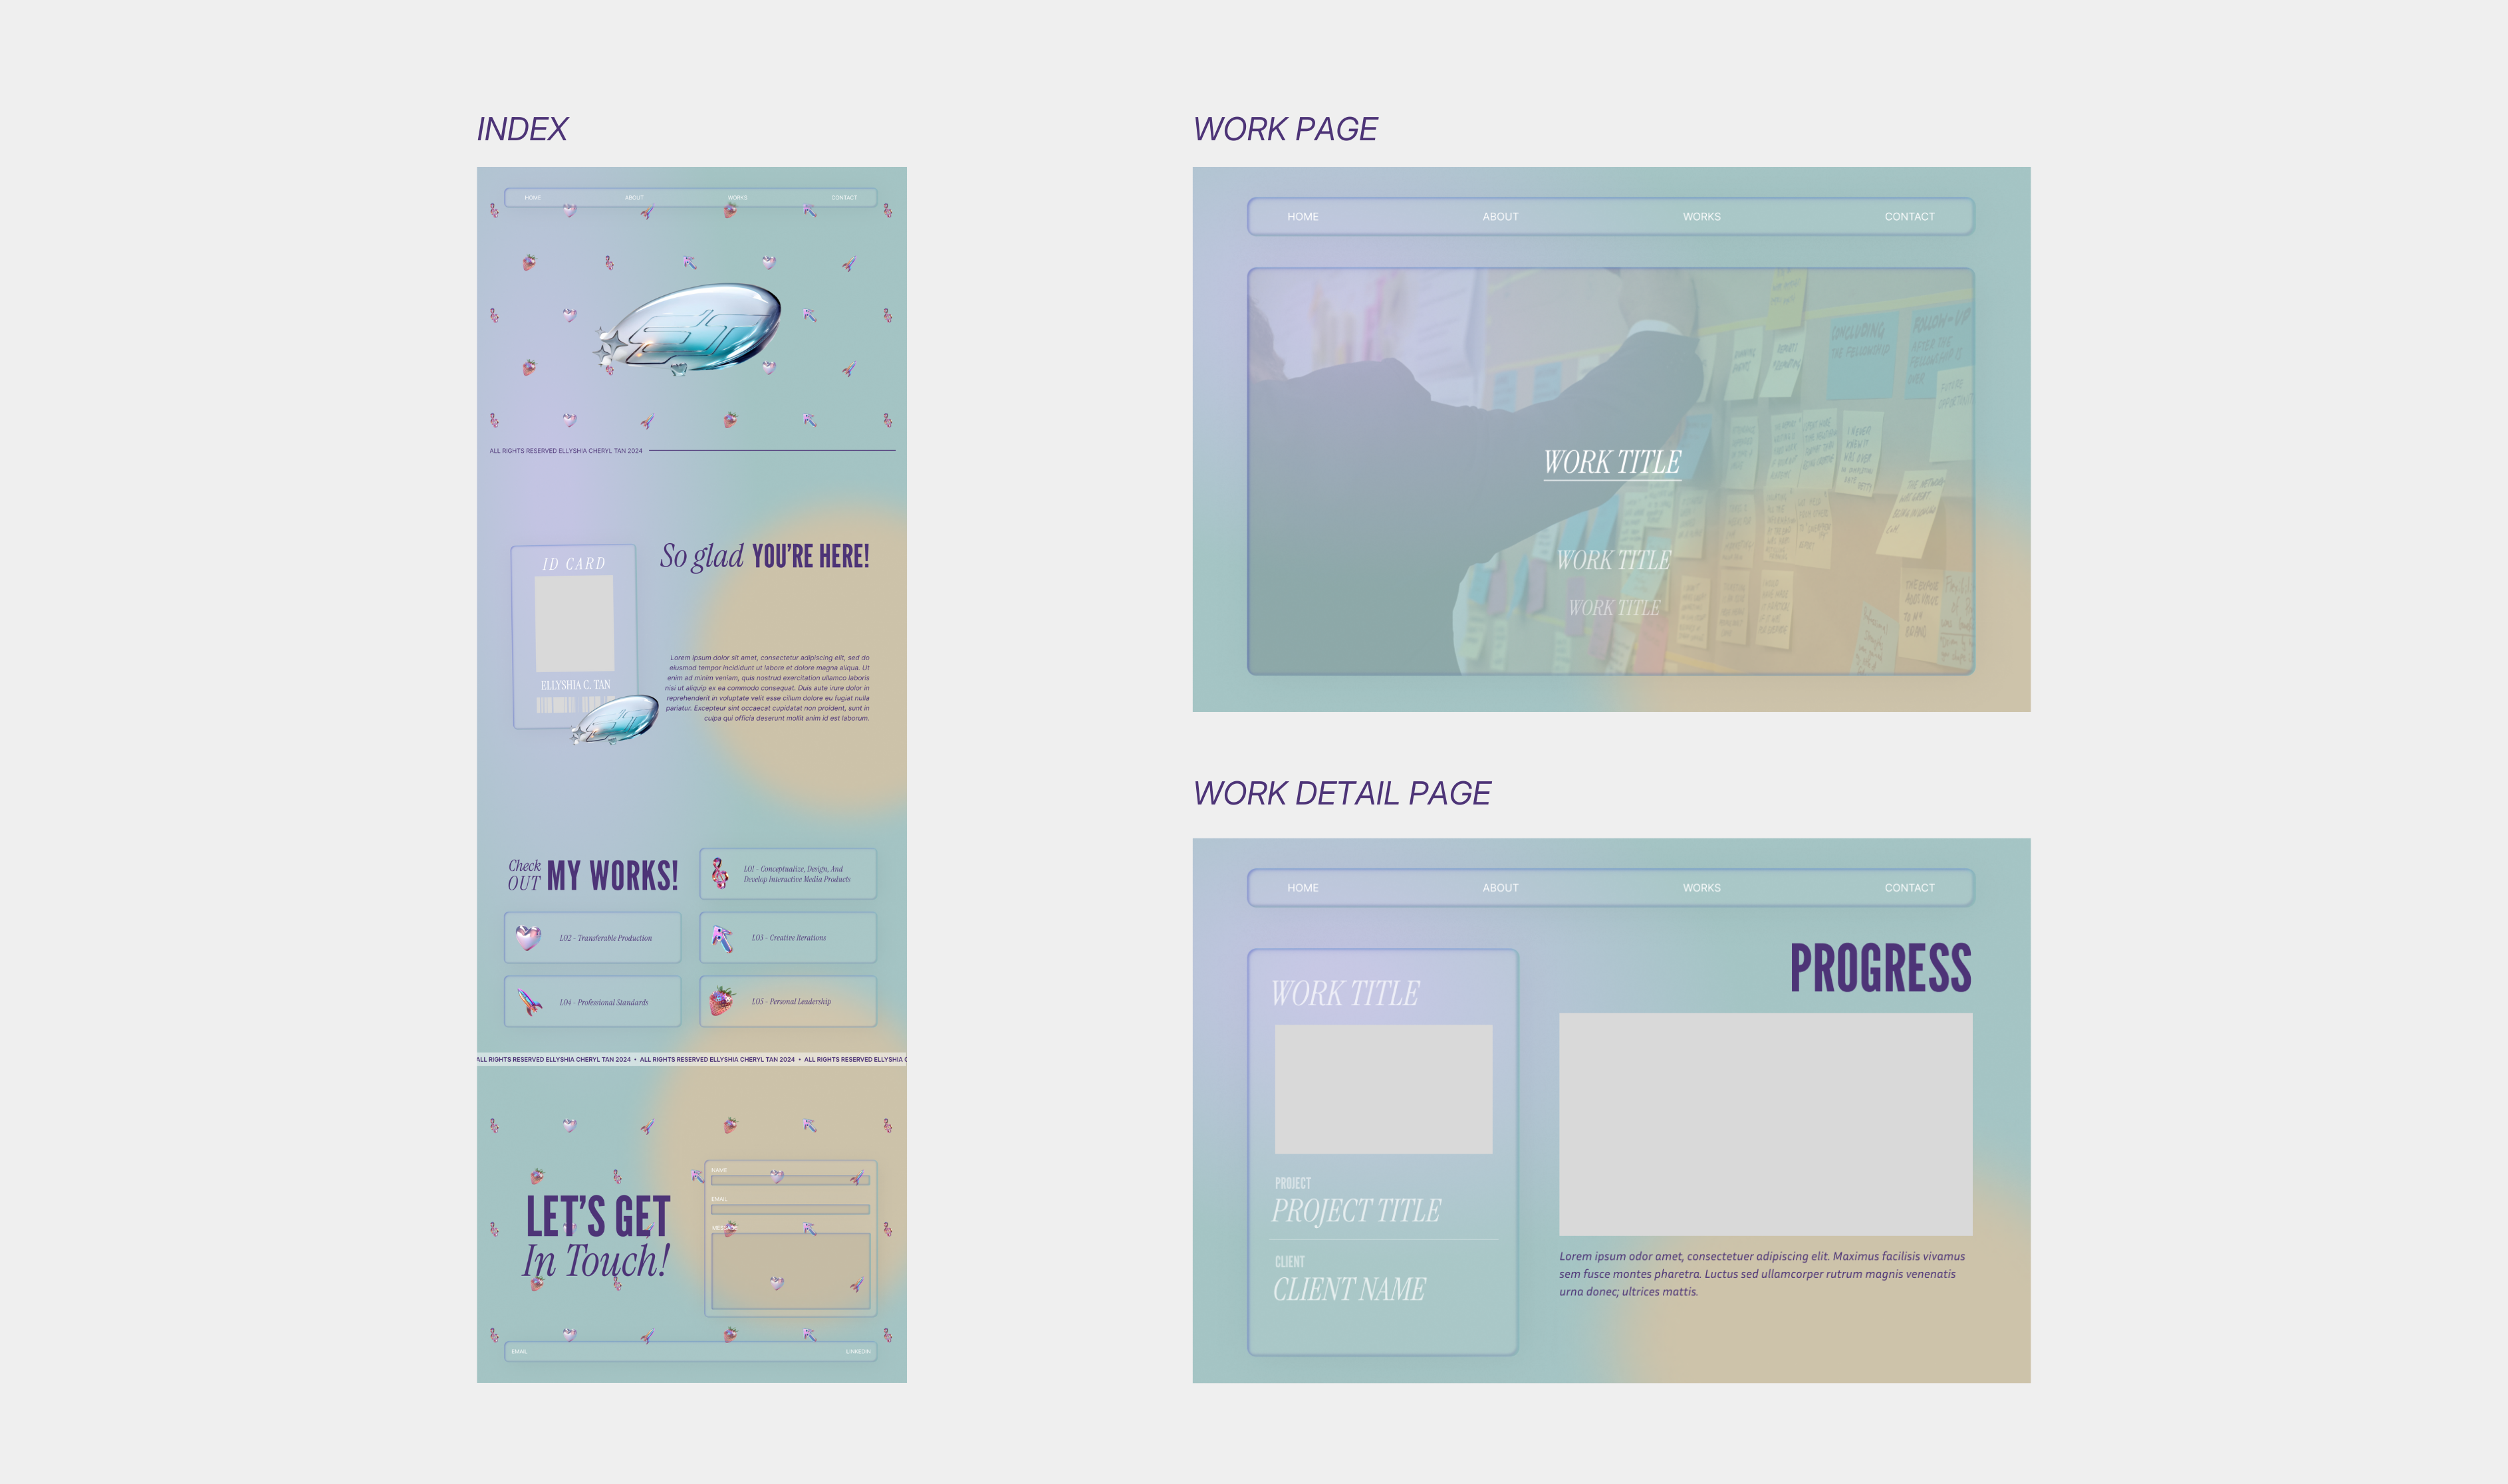 INDEX
HOME ABOUT WORKS CONTACT
ALL RIGHTS RESERVED ELLYSHIA CHERYL TAN 2024
ID CARD
ELLYSHIA C. TAN
So glad YOU'RE HERE!
Lorem ipsum dolor sit amet, consectetur adipiscing elit, sed do
eiusmod tempor incididunt ut labore et dolore magna aliqua. Ut
enim ad minim veniam, quis nostrud exercitation ullamco laboris
nisi ut aliquip ex ea commodo consequat. Duis aute irure dolor in
reprehenderit in voluptate velit esse cillum dolore eu fugiat nulla
pariatur. Excepteur sint occaecat cupidatat non proident, sunt in
culpa qui officia deserunt mollit anim id est laborum.
Check
OUT MY WORKS!
LO1 - Conceptualize, Design, And
Develop Interactive Media Products
LO2 - Transferable Production
LO3 - Creative Iterations
LO4 - Professional Standards
LO5 - Personal Leadership
ALL RIGHTS RESERVED ELLYSHIA CHERYL TAN 2024 • ALL RIGHTS RESERVED ELLYSHIA CHERYL TAN 2024 • ALL RIGHTS RESERVED ELLYSHIA
LET'S GET
In Touch!
NAME
EMAIL
EMAIL LINKEDIN
WORK PAGE
HOME ABOUT WORKS CONTACT
CONCLUDING
THE FELLOWSHIP
FOLLOW-UP
AFTER THE
FELLOWSHIP IS
OVER
WORK TITLE
WORK TITLE
WORK TITLE
WORK DETAIL PAGE
HOME ABOUT WORKS CONTACT
WORK TITLE
PROJECT
PROJECT TITLE
CLIENT
CLIENT NAME
PROGRESS
Lorem ipsum odor amet, consectetuer adipiscing elit. Maximus facilisis vivamus
sem fusce montes pharetra. Luctus sed ullamcorper rutrum magnis venenatis
urna donec; ultrices mattis.